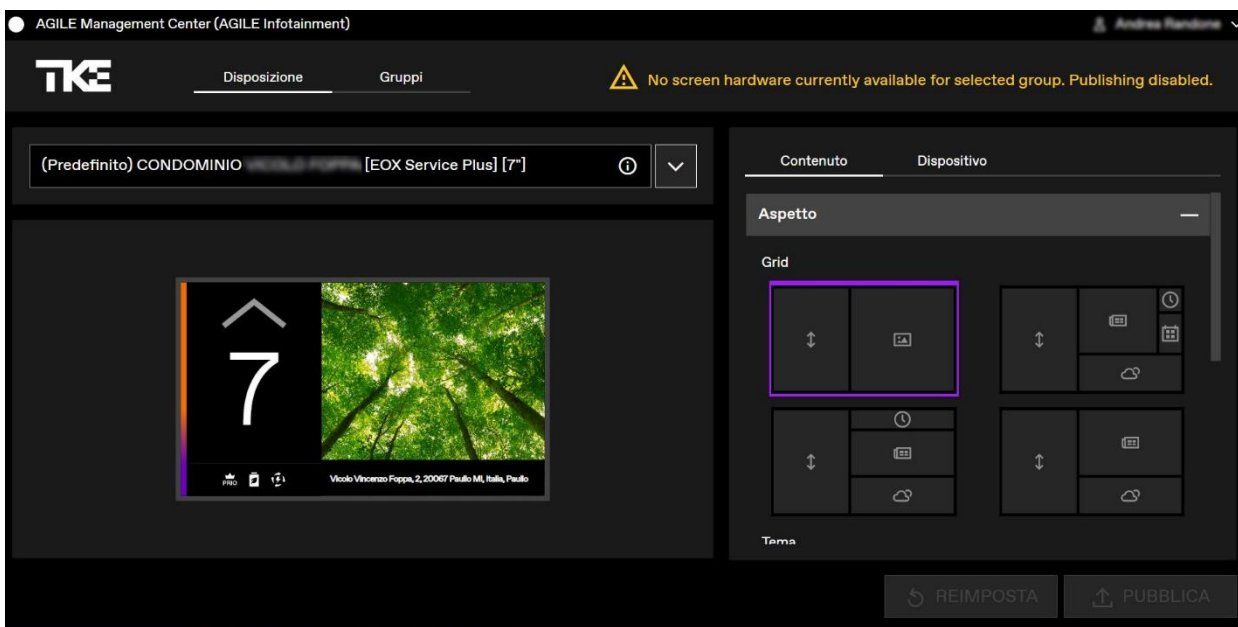 AGILE Management Center (AGILE Infotainment)
TKE
Disposizione
Gruppi
No screen hardware currently available for selected group. Publishing disabled.
(Predefinito) CONDOMINIO [EOX Service Plus] [7"]
Contenuto
Dispositivo
Aspetto
Grid
7
PRIO
Vicolo Vincenzo Foppa, 2, 20067 Paullo MI, Italia, Paullo
Tema
REIMPOSTA
PUBBLICA